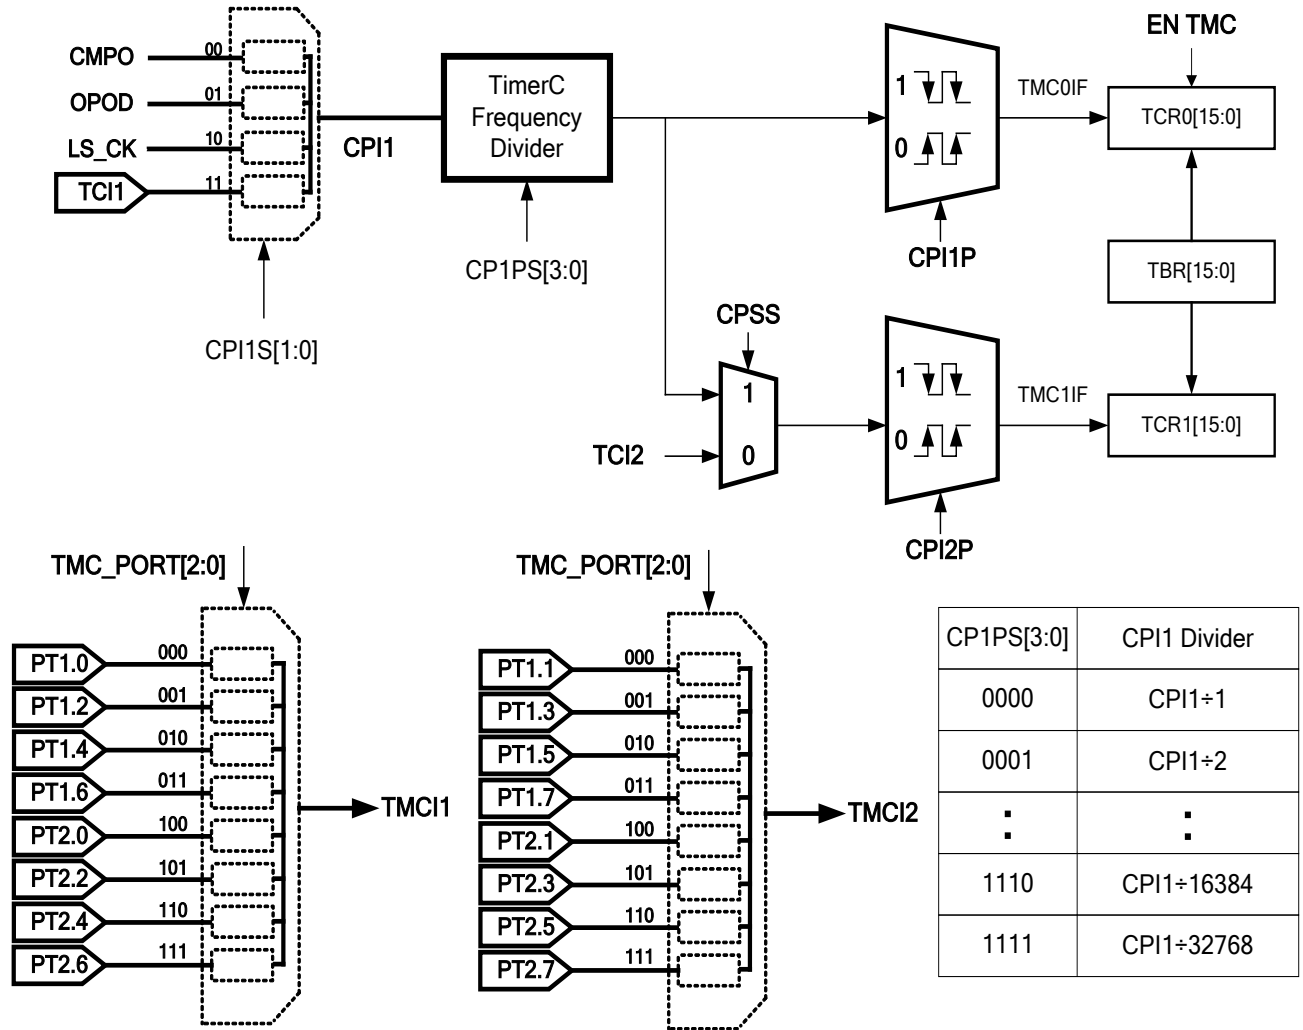 EN TMC
CMPO
00
OPOD
01
LS_CK
10
TCI1
11
CPI1
TimerC
Frequency
Divider
CPI1S[1:0]
CP1PS[3:0]
1
0
CPI1P
TMC0IF
TCR0[15:0]
TBR[15:0]
CPSS
1
0
TCI2
1
0
CPI2P
TMC1IF
TCR1[15:0]
TMC_PORT[2:0]
PT1.0 000
PT1.2 001
PT1.4 010
PT1.6 011
PT2.0 100
PT2.2 101
PT2.4 110
PT2.6 111
TMCI1
TMC_PORT[2:0]
PT1.1 000
PT1.3 001
PT1.5 010
PT1.7 011
PT2.1 100
PT2.3 101
PT2.5 110
PT2.7 111
TMCI2
CP1PS[3:0] CPI1 Divider
0000 CPI1÷1
0001 CPI1÷2
: :
1110 CPI1÷16384
1111 CPI1÷32768